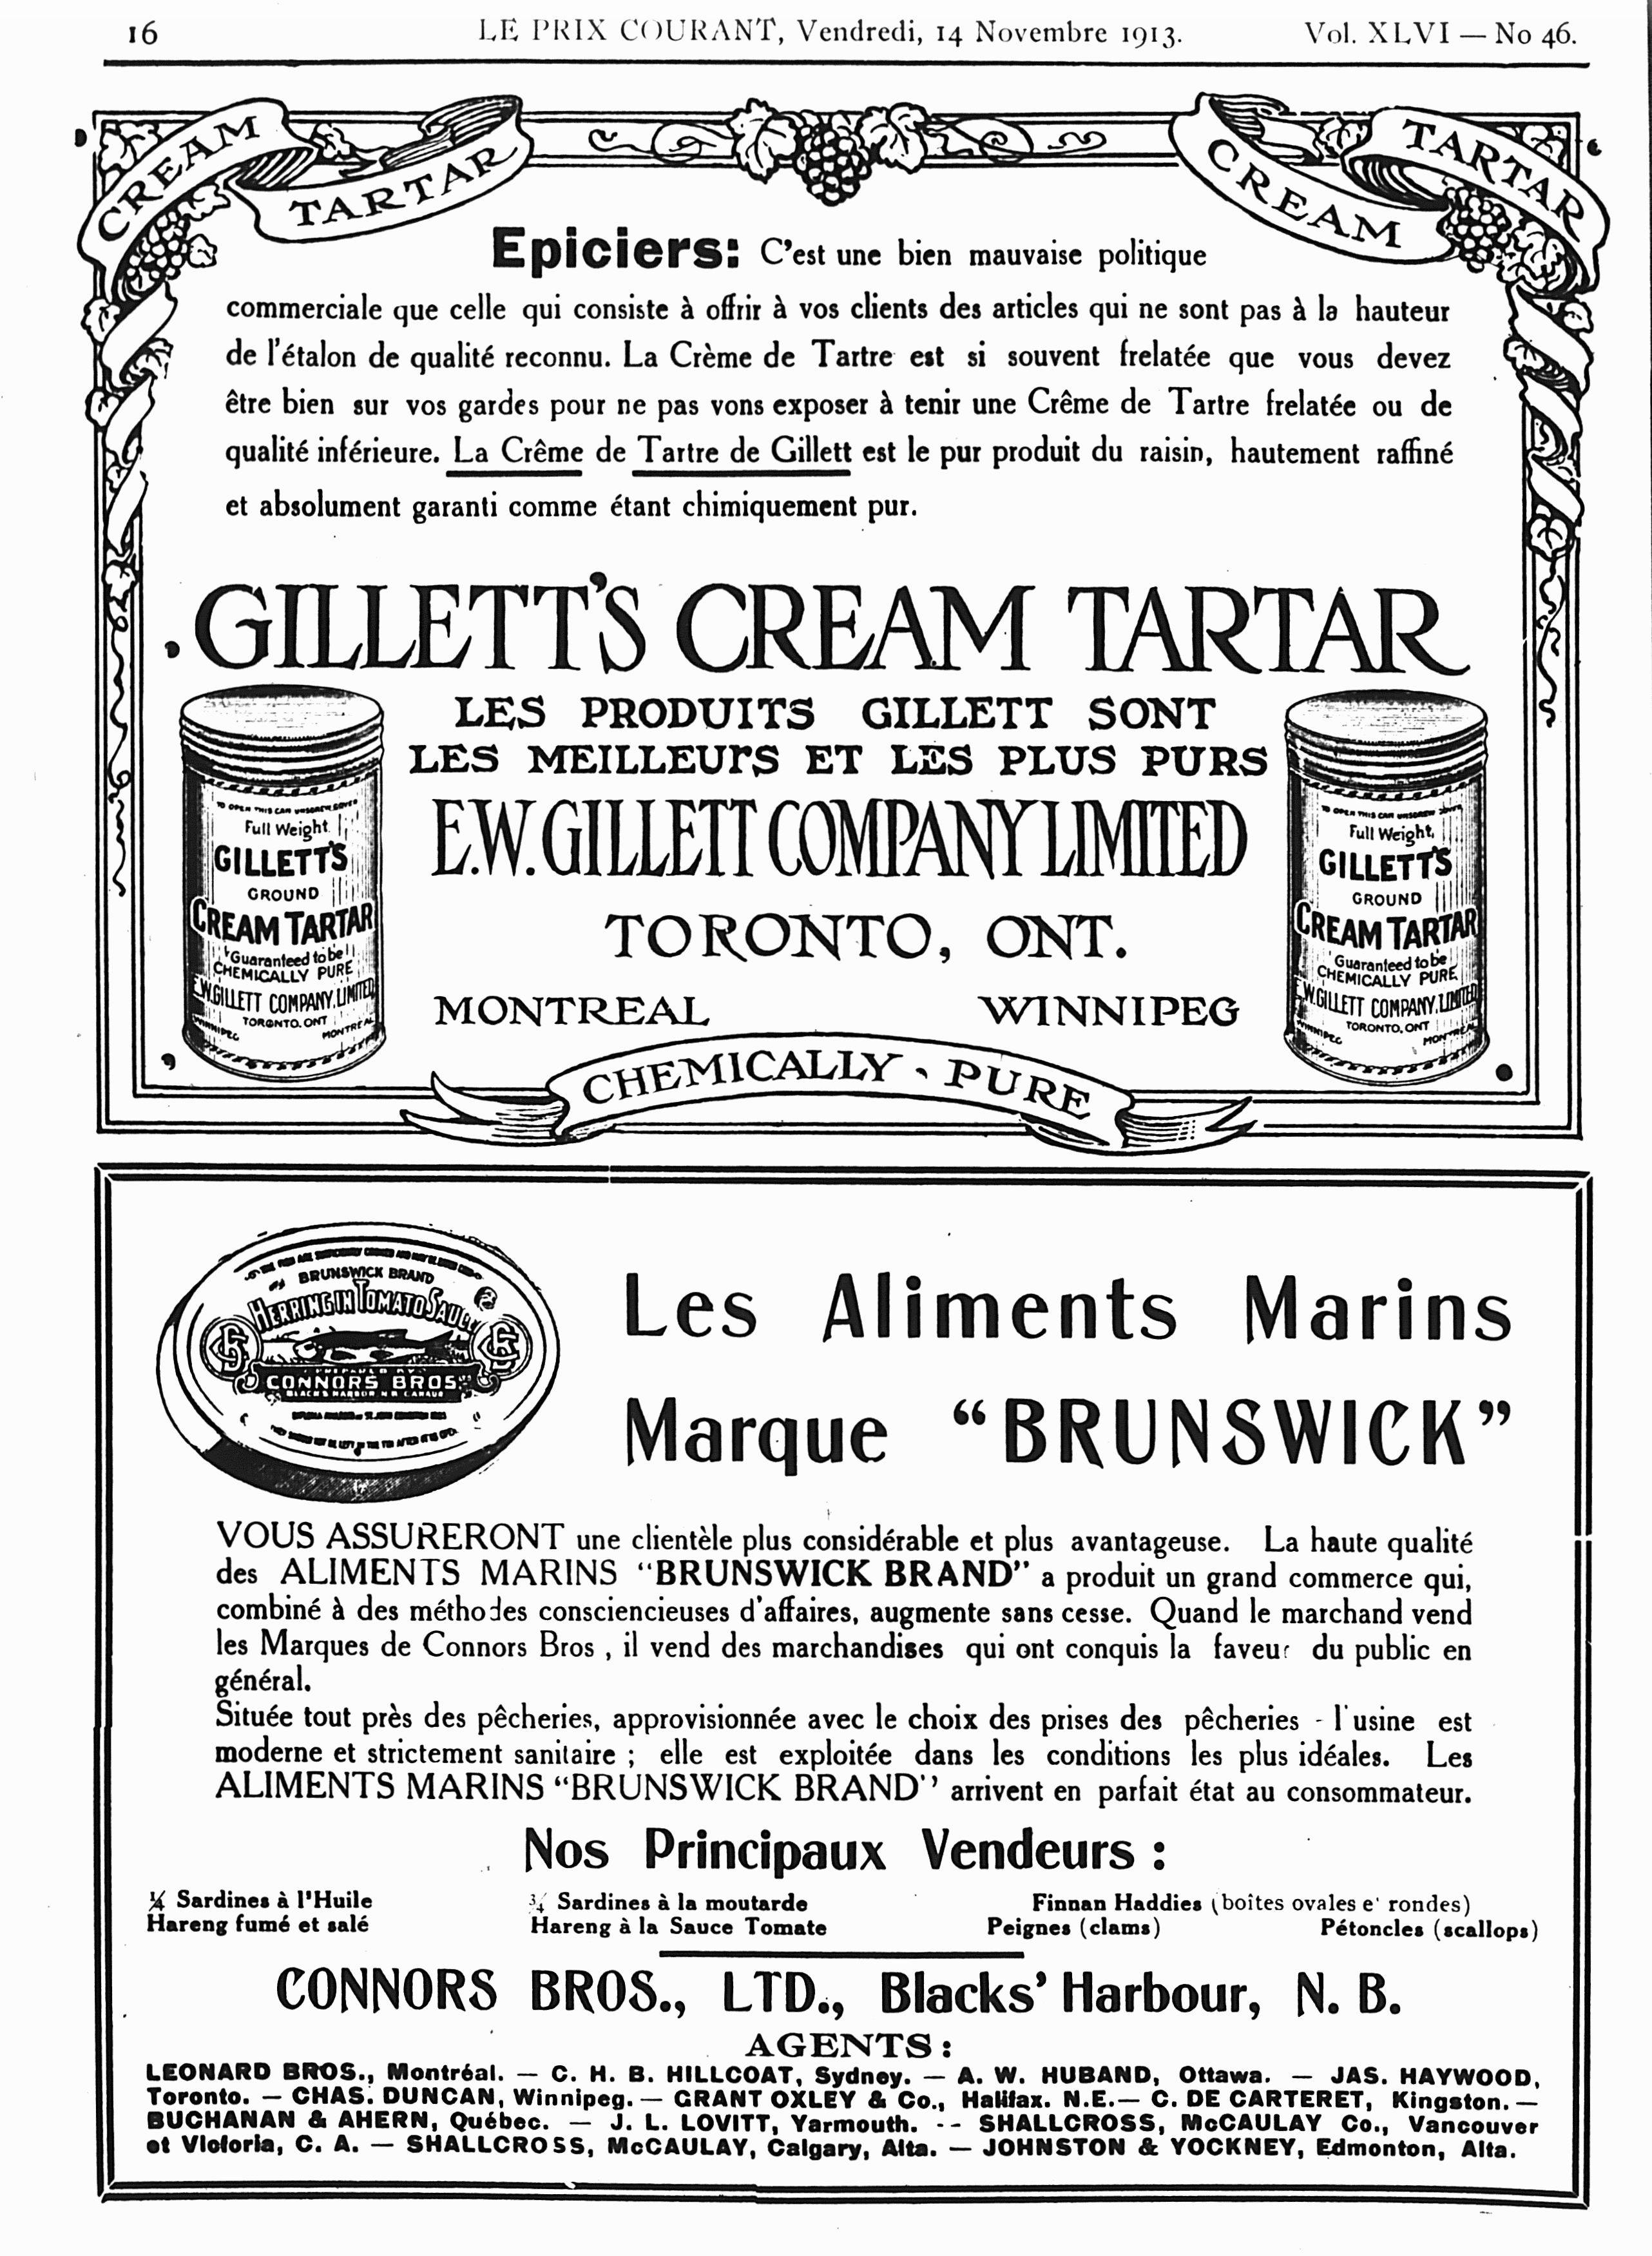 16
LE PRIX COURANT, Vendredi, 14 Novembre 1913.
Vol. XLVI — No 46.
CREAM TARTAR
CREAM TARTAR
Epiciers: C'est une bien mauvaise politique
commerciale que celle qui consiste à offrir à vos clients des articles qui ne sont pas à la hauteur
de l'étalon de qualité reconnu. La Crème de Tartre est si souvent frelatée que vous devez
être bien sur vos gardes pour ne pas vons exposer à tenir une Crême de Tartre frelatée ou de
qualité inférieure. La Crême de Tartre de Gillett est le pur produit du raisin, hautement raffiné
et absolument garanti comme étant chimiquement pur.
GILLETT'S CREAM TARTAR
LES PRODUITS GILLETT SONT
LES MEILLEUrS ET LES PLUS PURS
E.W. GILLETT COMPANY LIMITED
TORONTO, ONT.
MONTREAL WINNIPEG
CHEMICALLY - PURE
TO OPEN THIS CAN UNSCREW COVER
Full Weight
GILLETT'S
GROUND
CREAM TARTAR
Guaranteed to be
CHEMICALLY PURE
E.W. GILLETT COMPANY. LIMITED
TORONTO. ONT
WINNIPEG MONTREAL
TO OPEN THIS CAN UNSCREW COVER
Full Weight,
GILLETT'S
GROUND
CREAM TARTAR
Guaranteed to be
CHEMICALLY PURE
E.W. GILLETT COMPANY. LIMITED
TORONTO, ONT
WINNIPEG MONTREAL
BRUNSWICK BRAND
HERRING IN TOMATO SAUCE
CONNORS BROS.
Les Aliments Marins
Marque "BRUNSWICK"
VOUS ASSURERONT une clientèle plus considérable et plus avantageuse. La haute qualité
des ALIMENTS MARINS "BRUNSWICK BRAND" a produit un grand commerce qui,
combiné à des méthodes consciencieuses d'affaires, augmente sans cesse. Quand le marchand vend
les Marques de Connors Bros , il vend des marchandises qui ont conquis la faveur du public en
général.
Située tout près des pêcheries, approvisionnée avec le choix des prises des pêcheries - l'usine est
moderne et strictement sanitaire ; elle est exploitée dans les conditions les plus idéales. Les
ALIMENTS MARINS "BRUNSWICK BRAND" arrivent en parfait état au consommateur.
Nos Principaux Vendeurs :
¼ Sardines à l'Huile ¾ Sardines à la moutarde Finnan Haddies (boîtes ovales e' rondes)
Hareng fumé et salé Hareng à la Sauce Tomate Peignes (clams) Pétoncles (scallops)
CONNORS BROS., LTD., Blacks' Harbour, N. B.
AGENTS :
LEONARD BROS., Montréal. — C. H. B. HILLCOAT, Sydney. — A. W. HUBAND, Ottawa. — JAS. HAYWOOD,
Toronto. — CHAS. DUNCAN, Winnipeg. — GRANT OXLEY & Co., Halifax. N.E. — C. DE CARTERET, Kingston. —
BUCHANAN & AHERN, Québec. — J. L. LOVITT, Yarmouth. -- SHALLCROSS, McCAULAY Co., Vancouver
et Victoria, C. A. — SHALLCROSS, McCAULAY, Calgary, Alta. — JOHNSTON & YOCKNEY, Edmonton, Alta.